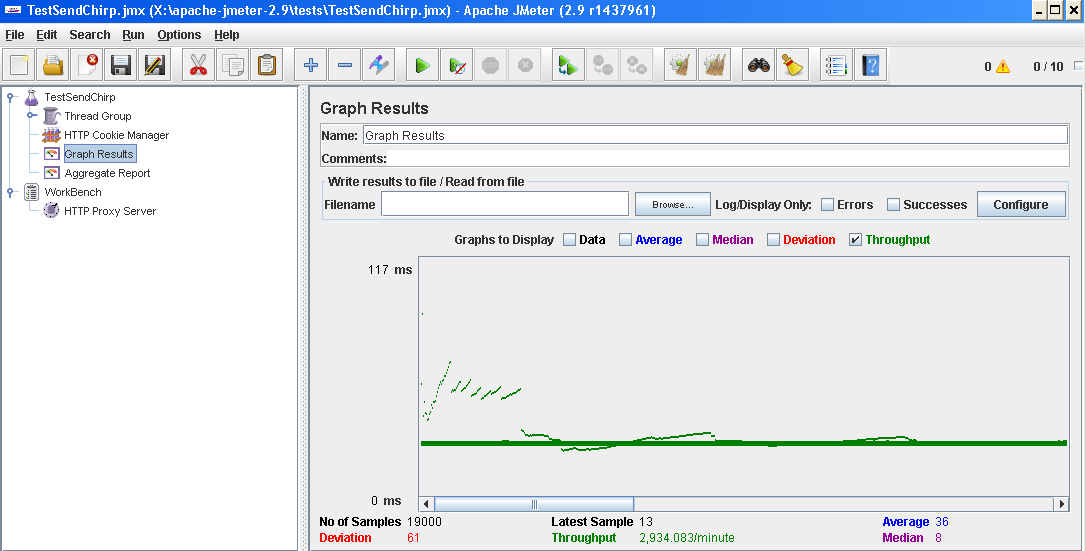 TestSendChirp.jmx (X:\apache-jmeter-2.9\tests\TestSendChirp.jmx) - Apache JMeter (2.9 r1437961)
File Edit Search Run Options Help
0 0 / 10
TestSendChirp
Thread Group
HTTP Cookie Manager
Graph Results
Aggregate Report
WorkBench
HTTP Proxy Server
Graph Results
Name: Graph Results
Comments:
Write results to file / Read from file
Filename Browse... Log/Display Only: Errors Successes Configure
Graphs to Display Data Average Median Deviation Throughput
117 ms
0 ms
No of Samples 19000 Latest Sample 13 Average 36
Deviation 61 Throughput 2,934.083/minute Median 8